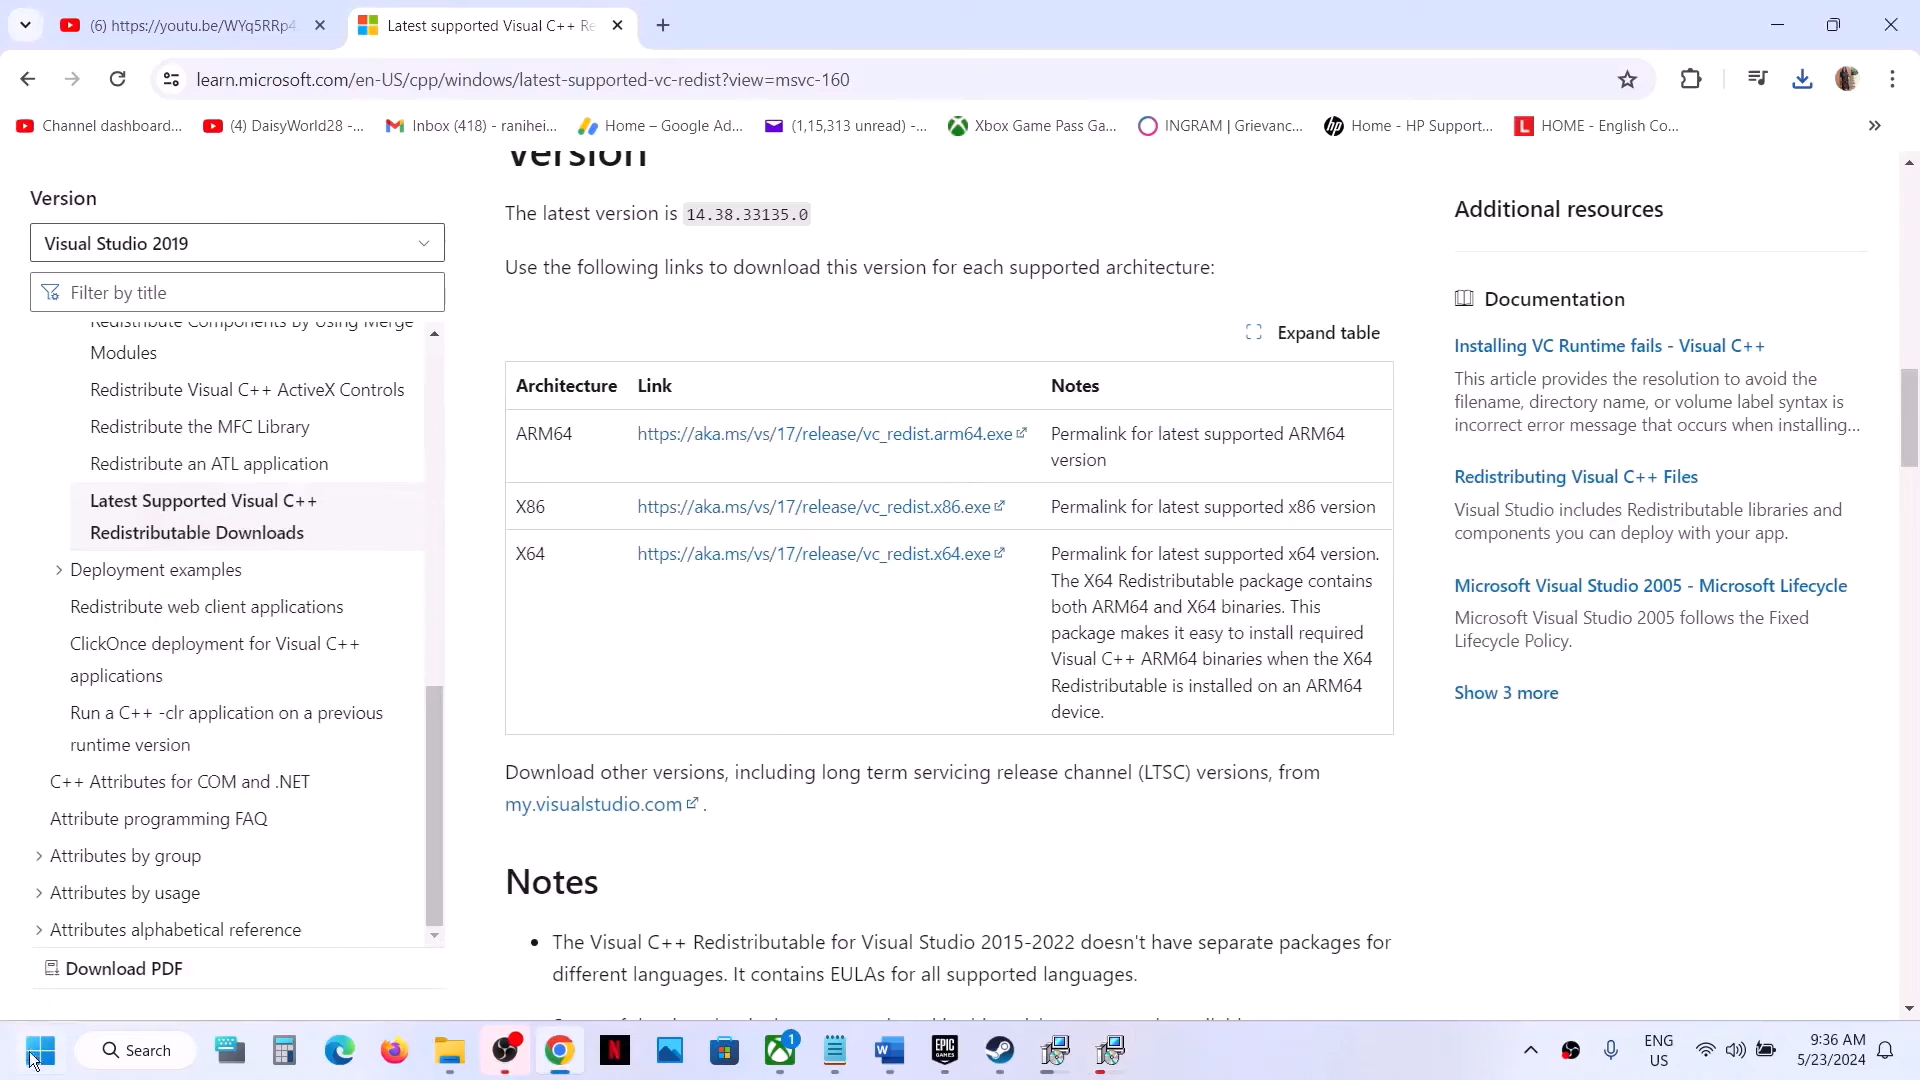 (6) https://youtu.be/WYq5RRp4
Latest supported Visual C++ Re
learn.microsoft.com/en-US/cpp/windows/latest-supported-vc-redist?view=msvc-160
Channel dashboard...
(4) DaisyWorld28 -...
Inbox (418) - ranihei...
Home – Google Ad...
(1,15,313 unread) -...
Xbox Game Pass Ga...
INGRAM | Grievanc...
Home - HP Support...
HOME - English Co...
Version
Visual Studio 2019
Filter by title
Redistribute Components By Using Merge
Modules
Redistribute Visual C++ ActiveX Controls
Redistribute the MFC Library
Redistribute an ATL application
Latest Supported Visual C++
Redistributable Downloads
Deployment examples
Redistribute web client applications
ClickOnce deployment for Visual C++
applications
Run a C++ -clr application on a previous
runtime version
C++ Attributes for COM and .NET
Attribute programming FAQ
Attributes by group
Attributes by usage
Attributes alphabetical reference
Download PDF
Version
The latest version is 14.38.33135.0
Use the following links to download this version for each supported architecture:
Expand table
Architecture Link Notes
ARM64 https://aka.ms/vs/17/release/vc_redist.arm64.exe Permalink for latest supported ARM64
version
X86 https://aka.ms/vs/17/release/vc_redist.x86.exe Permalink for latest supported x86 version
X64 https://aka.ms/vs/17/release/vc_redist.x64.exe Permalink for latest supported x64 version.
The X64 Redistributable package contains
both ARM64 and X64 binaries. This
package makes it easy to install required
Visual C++ ARM64 binaries when the X64
Redistributable is installed on an ARM64
device.
Download other versions, including long term servicing release channel (LTSC) versions, from
my.visualstudio.com .
Notes
• The Visual C++ Redistributable for Visual Studio 2015-2022 doesn't have separate packages for
different languages. It contains EULAs for all supported languages.
Additional resources
Documentation
Installing VC Runtime fails - Visual C++
This article provides the resolution to avoid the
filename, directory name, or volume label syntax is
incorrect error message that occurs when installing...
Redistributing Visual C++ Files
Visual Studio includes Redistributable libraries and
components you can deploy with your app.
Microsoft Visual Studio 2005 - Microsoft Lifecycle
Microsoft Visual Studio 2005 follows the Fixed
Lifecycle Policy.
Show 3 more
Search
1
ENG
US
9:36 AM
5/23/2024